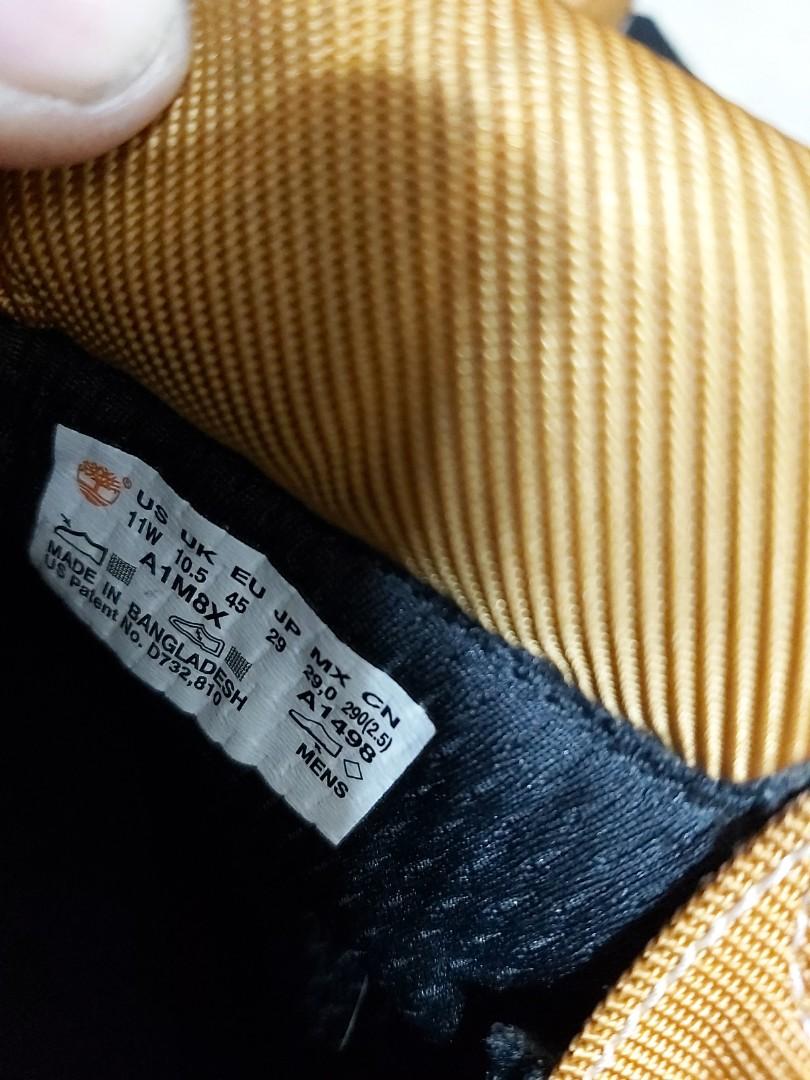 ® US UK EU JP MX CN
11W 10.5 45 29 29,0 290(2.5)
A1M8X A1498
MADE IN BANGLADESH MENS
US Patent No. D732,810